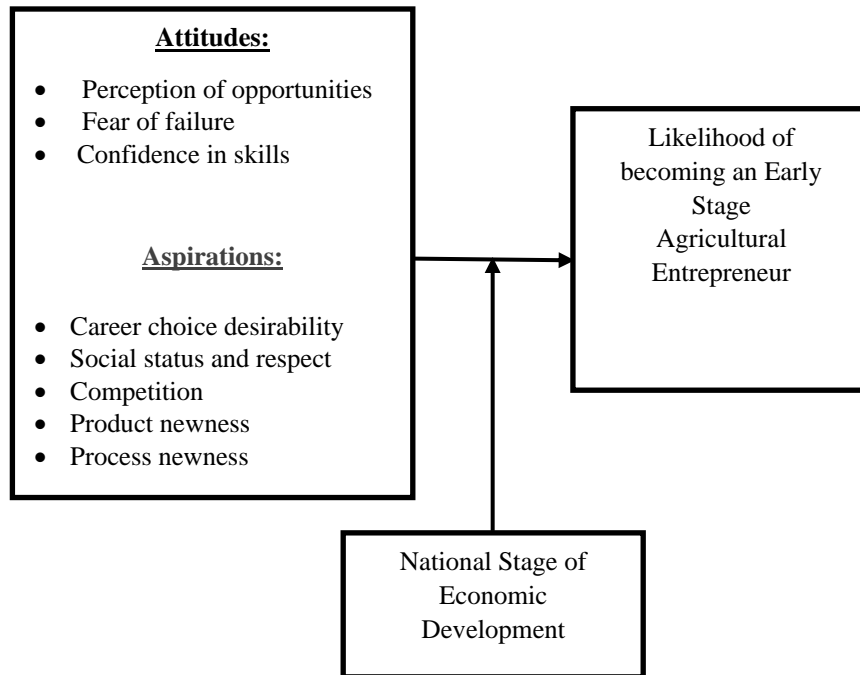 Attitudes:
• Perception of opportunities
• Fear of failure
• Confidence in skills
Aspirations:
• Career choice desirability
• Social status and respect
• Competition
• Product newness
• Process newness
Likelihood of
becoming an Early
Stage
Agricultural
Entrepreneur
National Stage of
Economic
Development